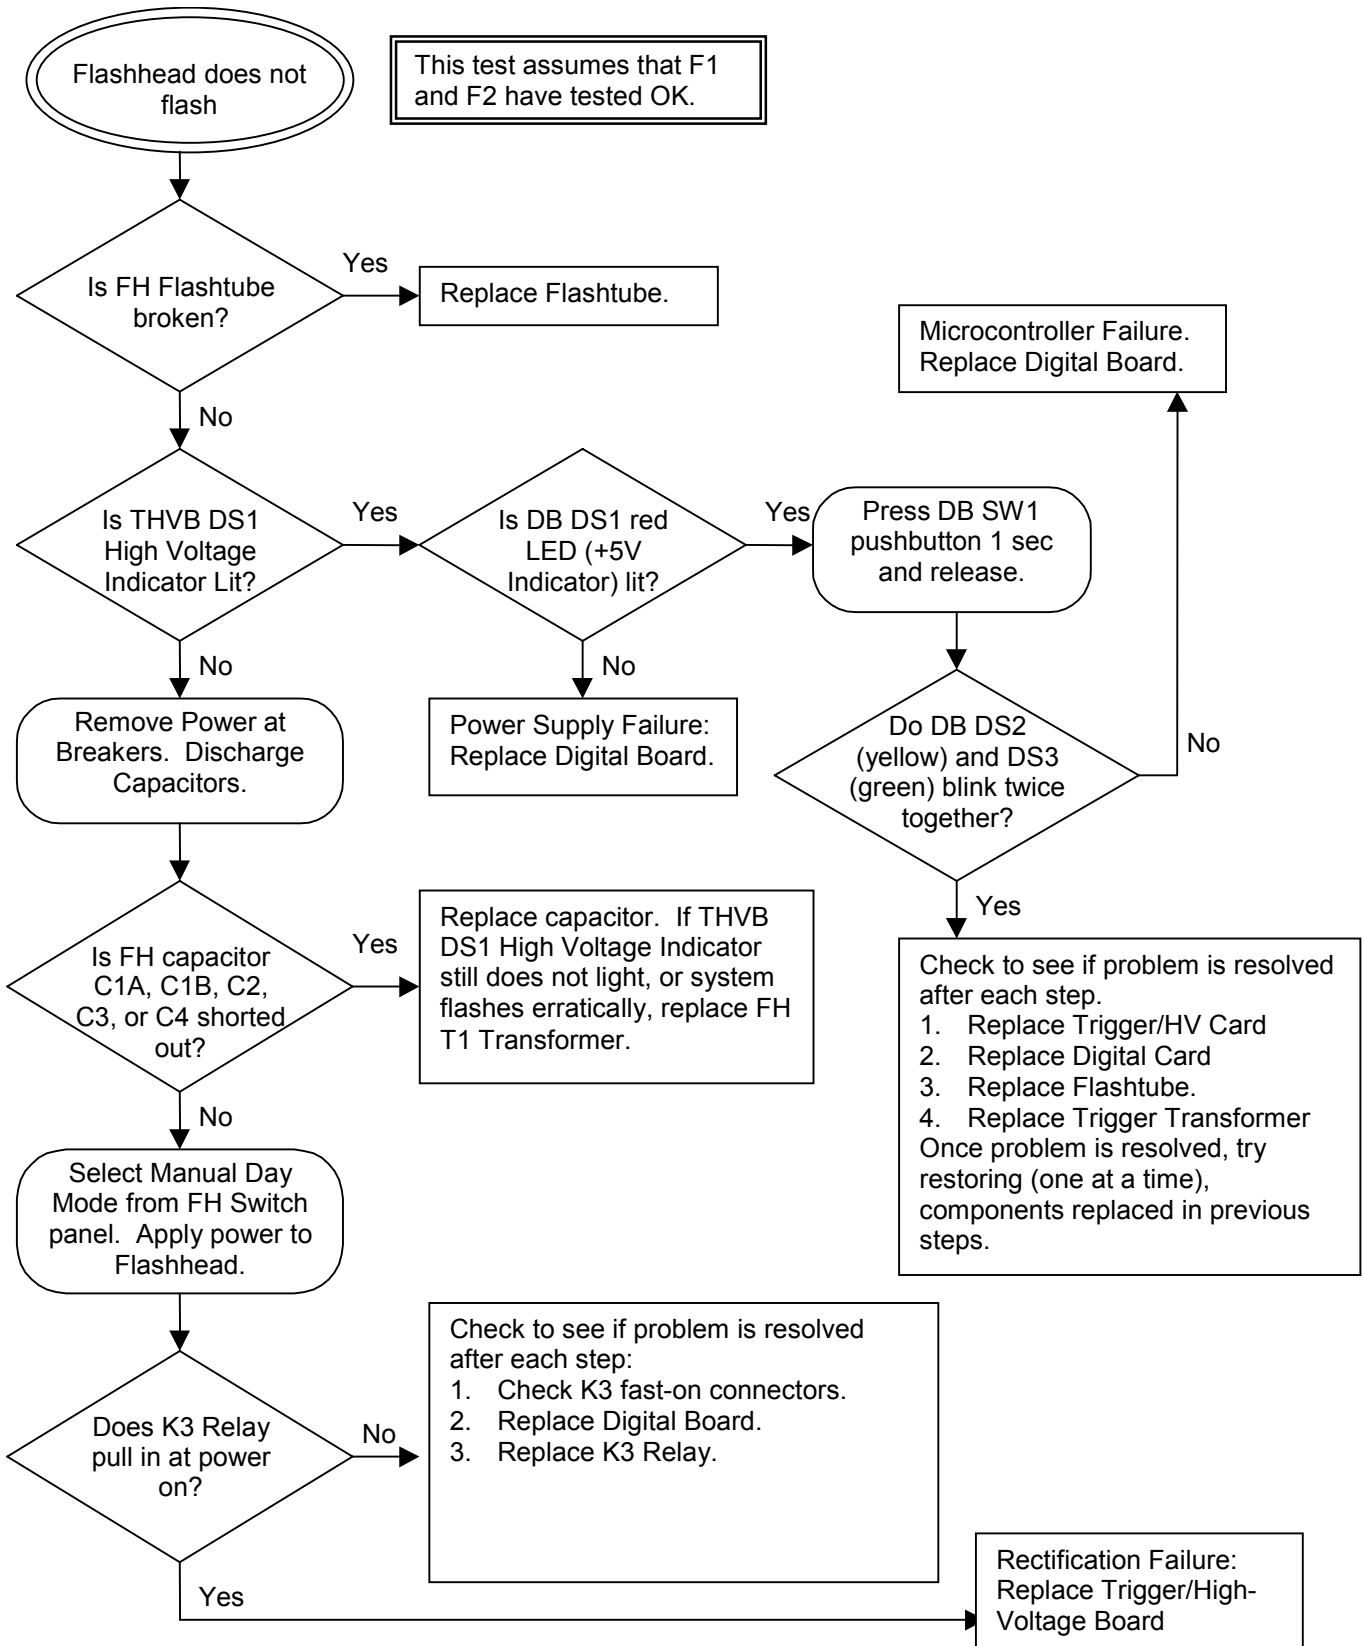 Flashhead does not
flash
This test assumes that F1
and F2 have tested OK.
Is FH Flashtube
broken?
Yes
Replace Flashtube.
No
Microcontroller Failure.
Replace Digital Board.
Is THVB DS1
High Voltage
Indicator Lit?
Yes
Is DB DS1 red
LED (+5V
Indicator) lit?
Yes
Press DB SW1
pushbutton 1 sec
and release.
No
No
Remove Power at
Breakers. Discharge
Capacitors.
Power Supply Failure:
Replace Digital Board.
Do DB DS2
(yellow) and DS3
(green) blink twice
together?
No
Yes
Is FH capacitor
C1A, C1B, C2,
C3, or C4 shorted
out?
Yes
Replace capacitor. If THVB
DS1 High Voltage Indicator
still does not light, or system
flashes erratically, replace FH
T1 Transformer.
Check to see if problem is resolved
after each step.
1. Replace Trigger/HV Card
2. Replace Digital Card
3. Replace Flashtube.
4. Replace Trigger Transformer
Once problem is resolved, try
restoring (one at a time),
components replaced in previous
steps.
No
Select Manual Day
Mode from FH Switch
panel. Apply power to
Flashhead.
Does K3 Relay
pull in at power
on?
No
Check to see if problem is resolved
after each step:
1. Check K3 fast-on connectors.
2. Replace Digital Board.
3. Replace K3 Relay.
Yes
Rectification Failure:
Replace Trigger/High-
Voltage Board